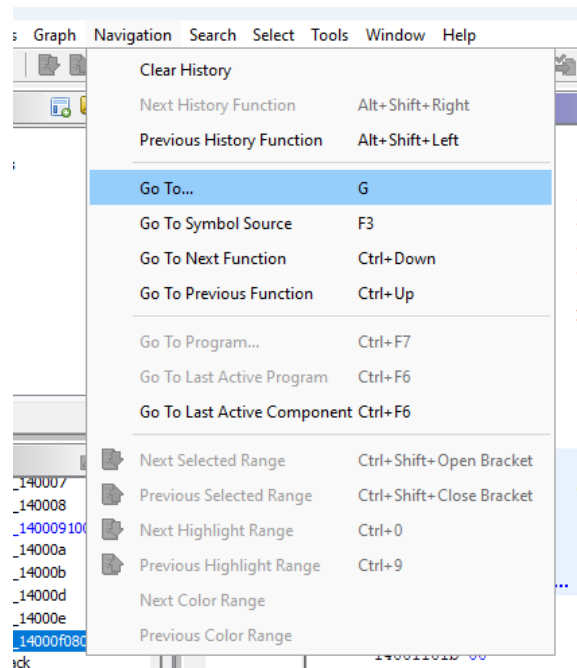 s Graph Navigation Search Select Tools Window Help
Clear History
Next History Function Alt+Shift+Right
Previous History Function Alt+Shift+Left
Go To... G
Go To Symbol Source F3
Go To Next Function Ctrl+Down
Go To Previous Function Ctrl+Up
Go To Program... Ctrl+F7
Go To Last Active Program Ctrl+F6
Go To Last Active Component Ctrl+F6
Next Selected Range Ctrl+Shift+Open Bracket
Previous Selected Range Ctrl+Shift+Close Bracket
Next Highlight Range Ctrl+0
Previous Highlight Range Ctrl+9
Next Color Range
Previous Color Range
_140007
_140008
_14000910
_14000a
_14000b
_14000d
_14000e
_14000f080
ack
...